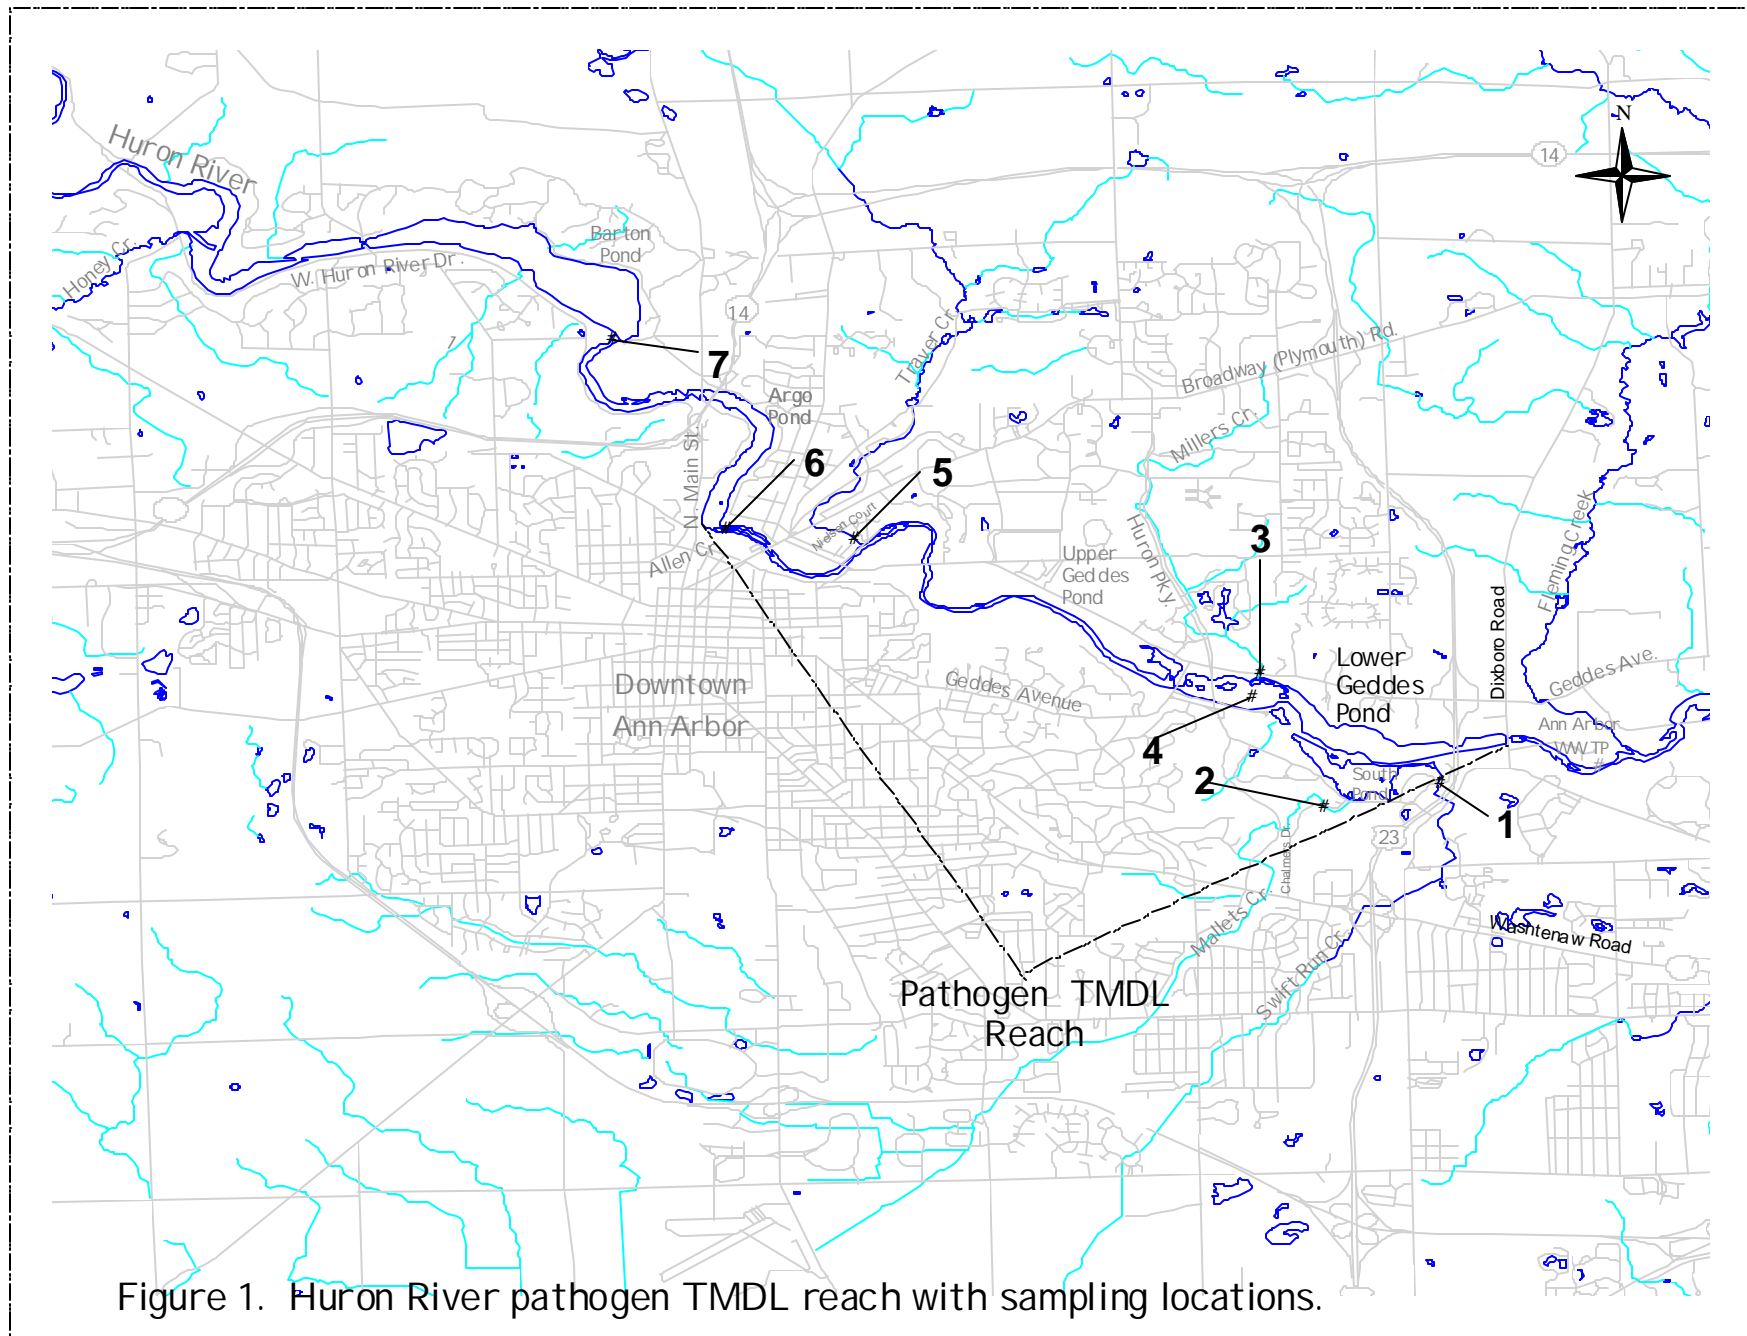 N
14
Huron River
Honey Cr.
W. Huron River Dr.
Barton
Pond
14
1
7
Argo
Pond
Traver Cr.
Broadway (Plymouth) Rd.
Millers Cr.
N. Main St.
6
5
Nielsen Court
Allen Cr.
3
Upper
Geddes
Pond
Huron Pky.
Fleming Creek
Dixboro Road
Lower
Geddes
Pond
Geddes Ave.
Downtown
Ann Arbor
Geddes Avenue
4
Ann Arbor
WWTP
2
South
Pond
1
23
Chalmers Dr.
Mallets Cr.
Swift Run Cr.
Washtenaw Road
Pathogen TMDL
Reach
Figure 1. Huron River pathogen TMDL reach with sampling locations.